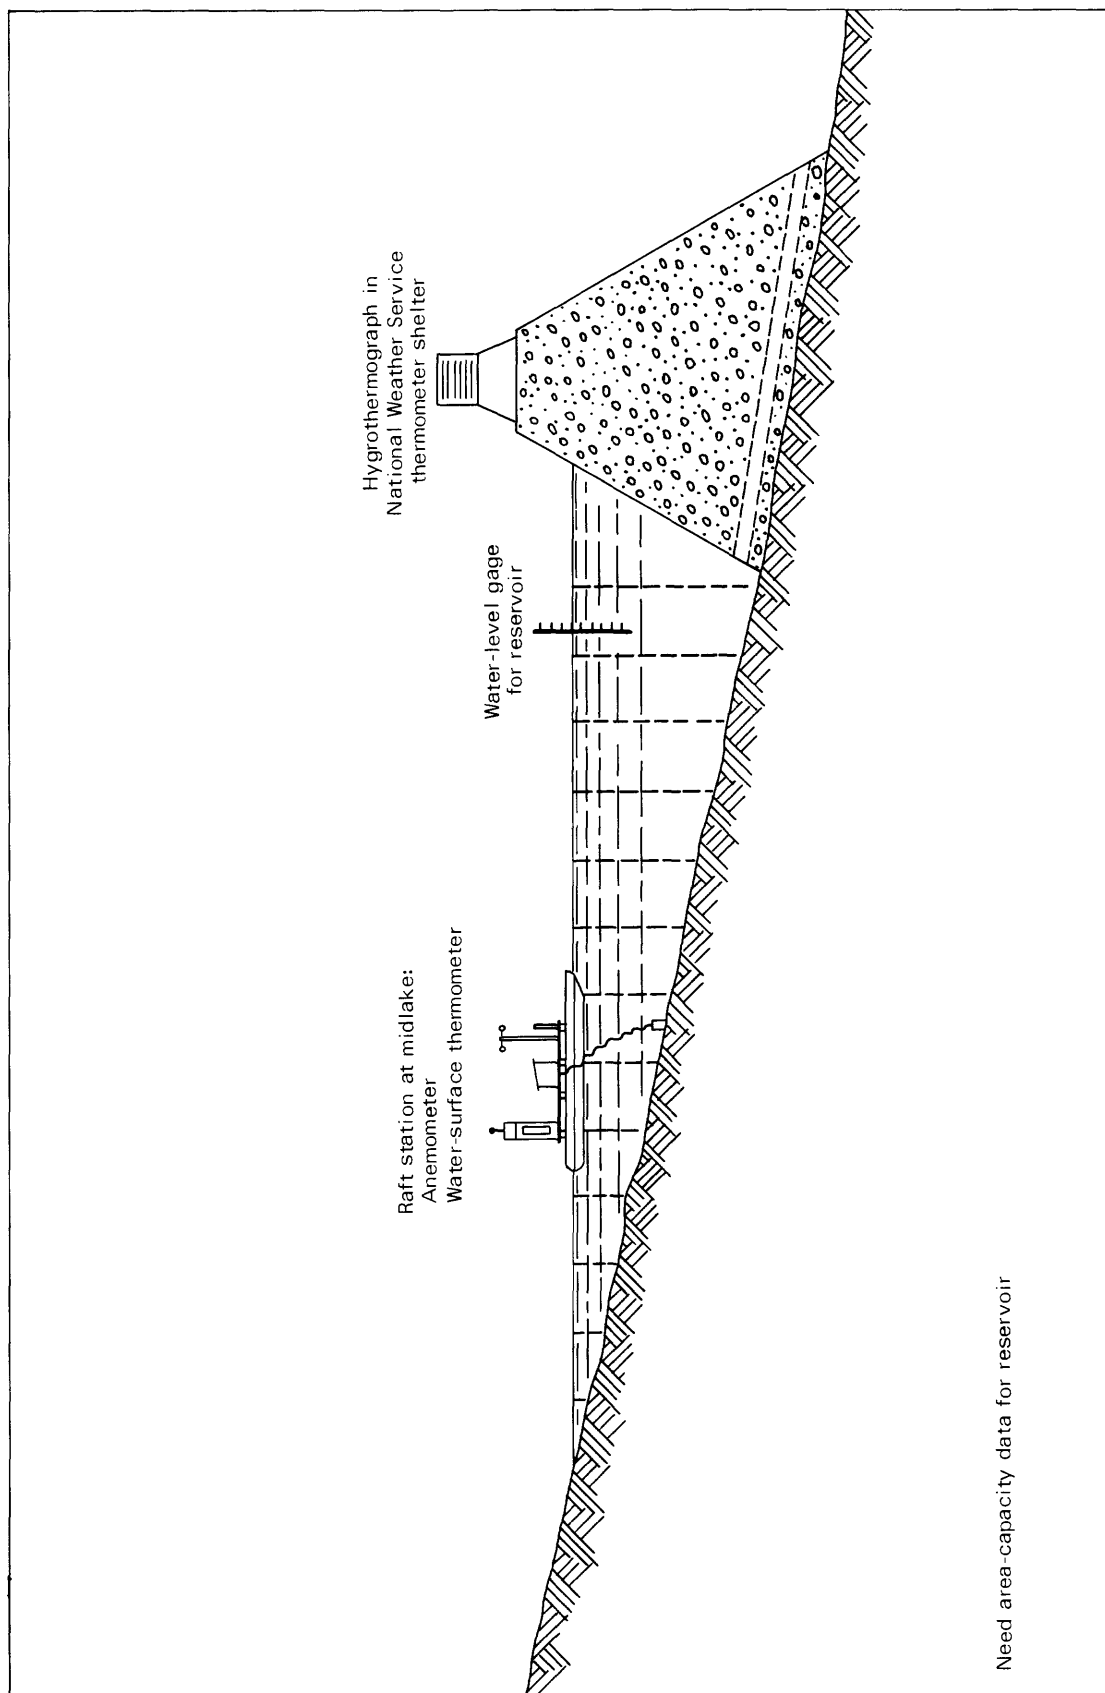 Raft station at midlake:
Anemometer
Water-surface thermometer
Water-level gage
for reservoir
Hygrothermograph in
National Weather Service
thermometer shelter
Need area-capacity data for reservoir